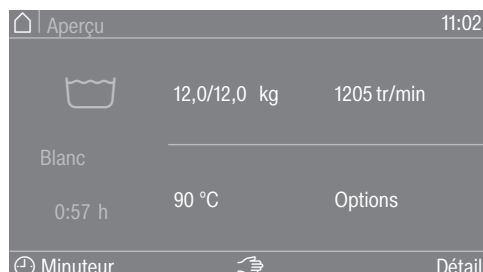 Aperçu 11:02
12,0/12,0 kg 1205 tr/min
Blanc
0:57 h
90 °C Options
Minuteur Détail